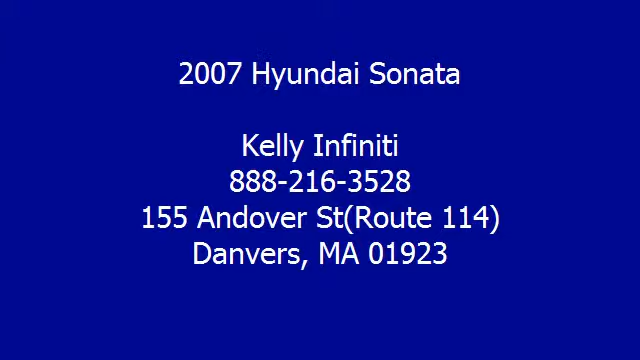 2007 Hyundai Sonata
Kelly Infiniti
888-216-3528
155 Andover St(Route 114)
Danvers, MA 01923